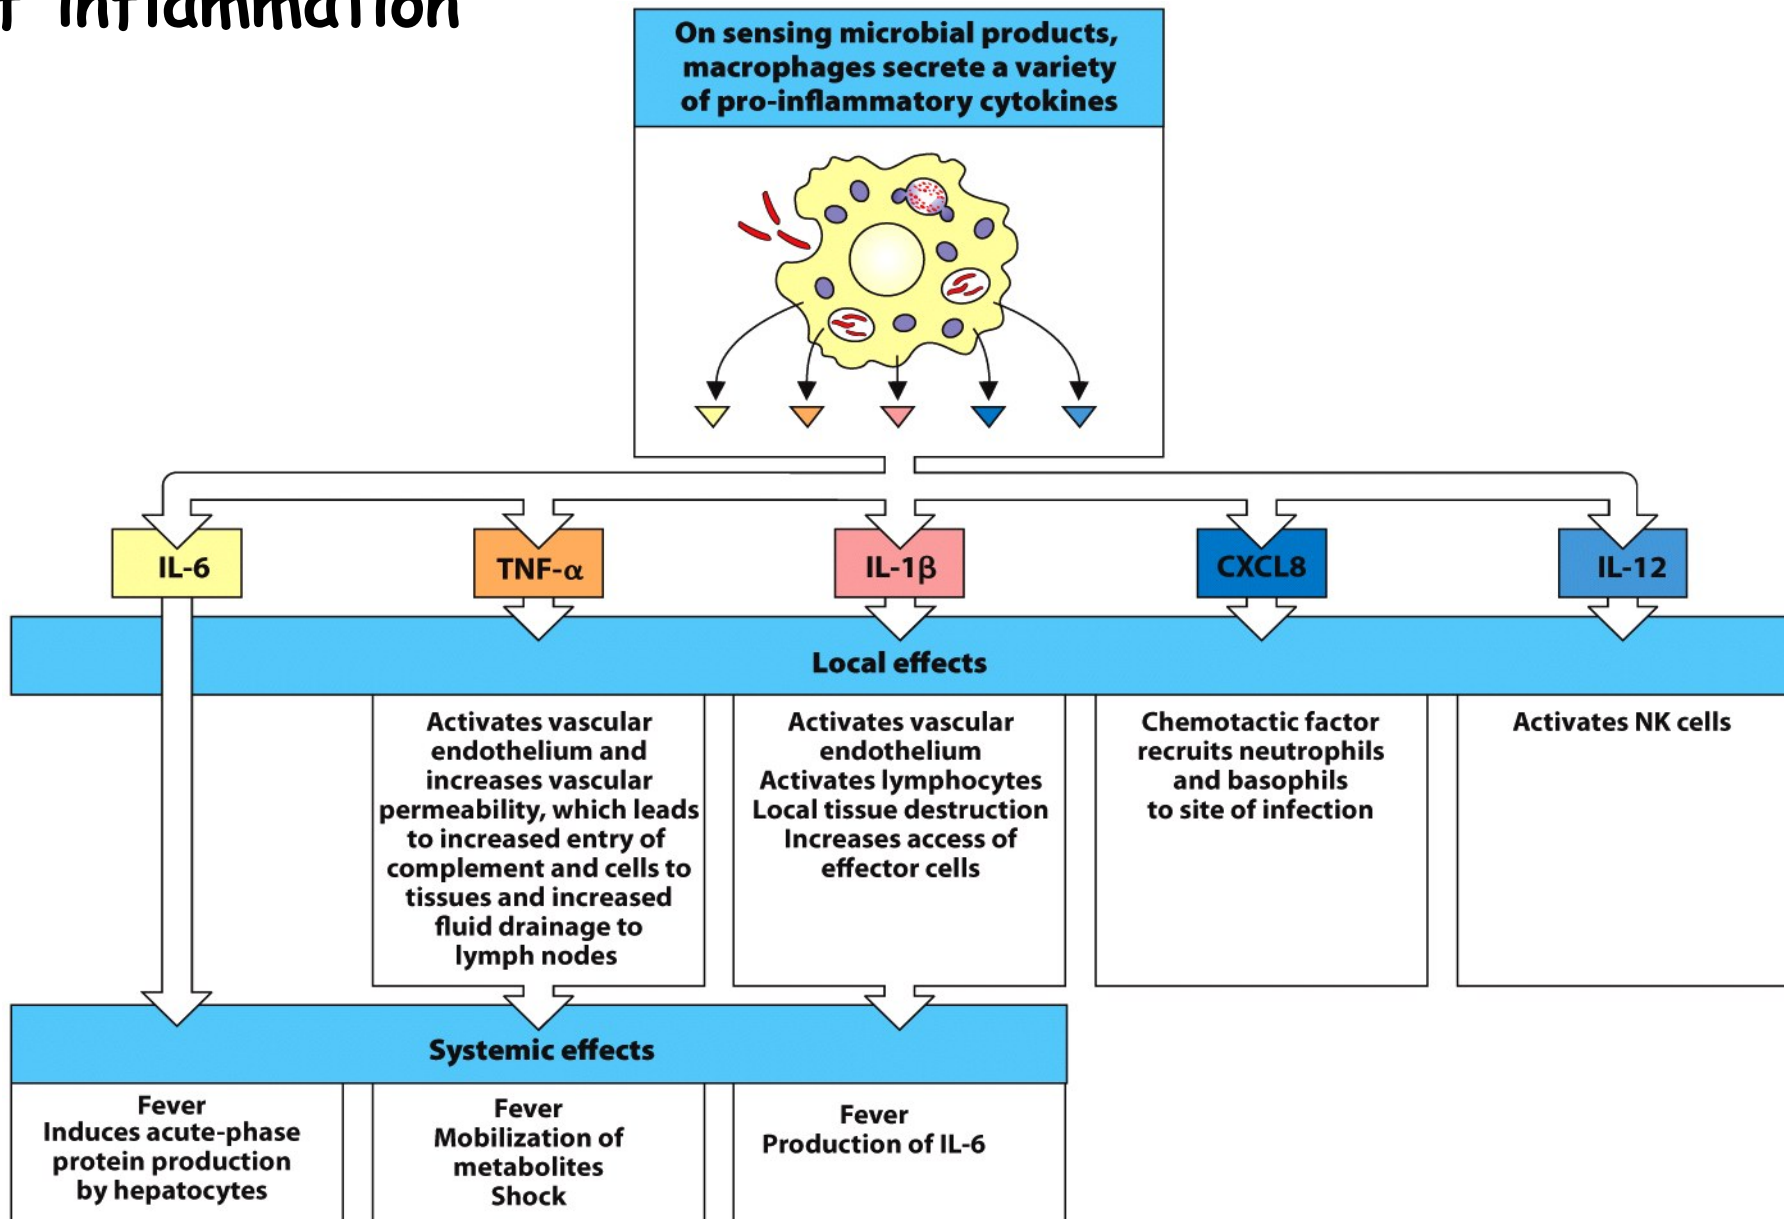 of inflammation
On sensing microbial products,
macrophages secrete a variety
of pro-inflammatory cytokines
IL-6
TNF-α
IL-1β
CXCL8
IL-12
Local effects
Activates vascular
endothelium and
increases vascular
permeability, which leads
to increased entry of
complement and cells to
tissues and increased
fluid drainage to
lymph nodes
Activates vascular
endothelium
Activates lymphocytes
Local tissue destruction
Increases access of
effector cells
Chemotactic factor
recruits neutrophils
and basophils
to site of infection
Activates NK cells
Systemic effects
Fever
Induces acute-phase
protein production
by hepatocytes
Fever
Mobilization of
metabolites
Shock
Fever
Production of IL-6